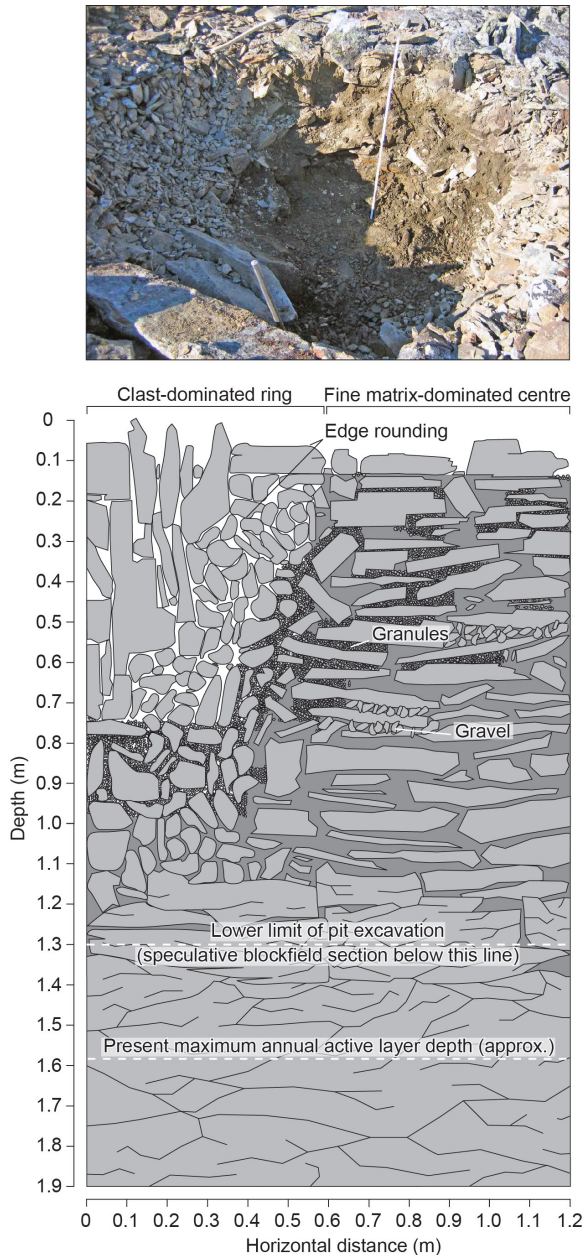 Clast-dominated ring
Fine matrix-dominated centre
0
Edge rounding
0.1
0.2
0.3
0.4
0.5
Granules
0.6
0.7
Gravel
0.8
Depth (m)
0.9
1.0
1.1
1.2
Lower limit of pit excavation
1.3
(speculative blockfield section below this line)
1.4
1.5
Present maximum annual active layer depth (approx.)
1.6
1.7
1.8
1.9
0 0.1 0.2 0.3 0.4 0.5 0.6 0.7 0.8 0.9 1.0 1.1 1.2
Horizontal distance (m)